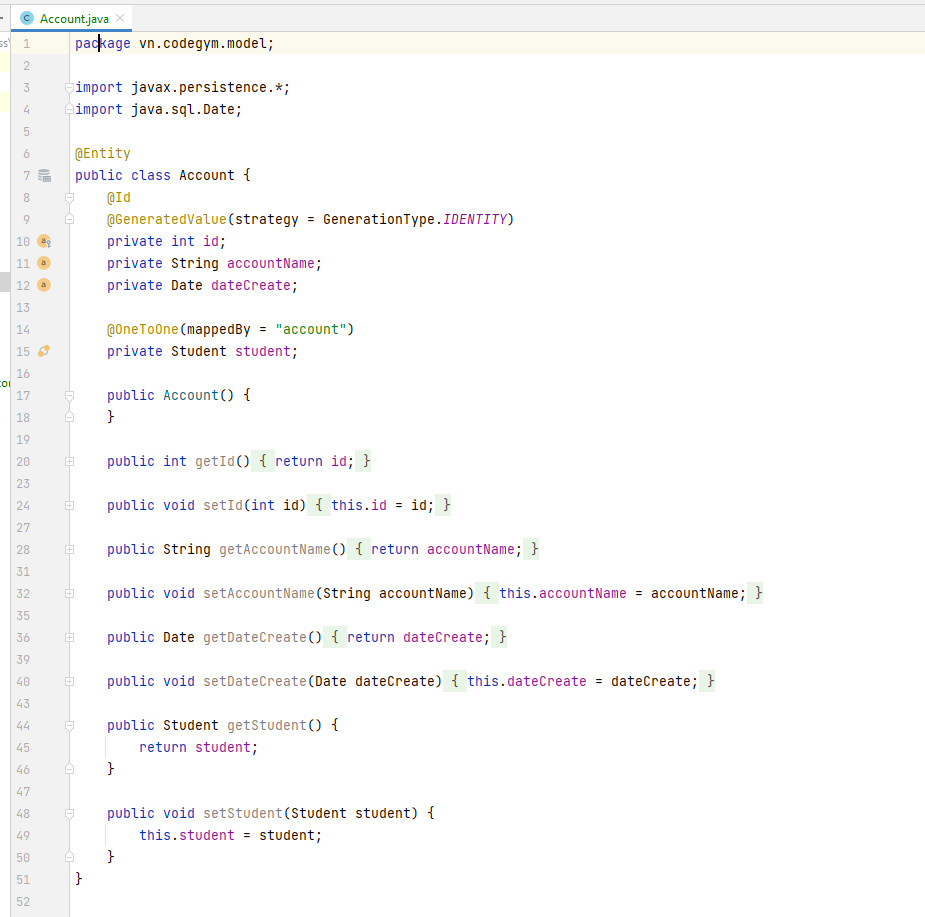 Account.java
1 package vn.codegym.model;
2
3 import javax.persistence.*;
4 import java.sql.Date;
5
6 @Entity
7 public class Account {
8 @Id
9 @GeneratedValue(strategy = GenerationType.IDENTITY)
10 private int id;
11 private String accountName;
12 private Date dateCreate;
13
14 @OneToOne(mappedBy = "account")
15 private Student student;
16
17 public Account() {
18 }
19
20 public int getId() { return id; }
23
24 public void setId(int id) { this.id = id; }
27
28 public String getAccountName() { return accountName; }
31
32 public void setAccountName(String accountName) { this.accountName = accountName; }
35
36 public Date getDateCreate() { return dateCreate; }
39
40 public void setDateCreate(Date dateCreate) { this.dateCreate = dateCreate; }
43
44 public Student getStudent() {
45 return student;
46 }
47
48 public void setStudent(Student student) {
49 this.student = student;
50 }
51 }
52